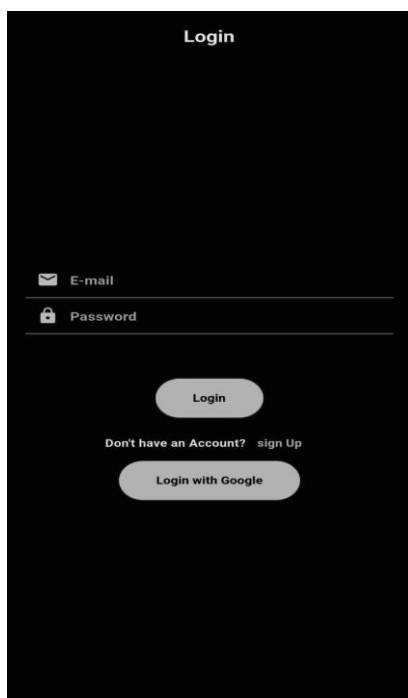 Login
E-mail
Password
Login
Don't have an Account? sign Up
Login with Google